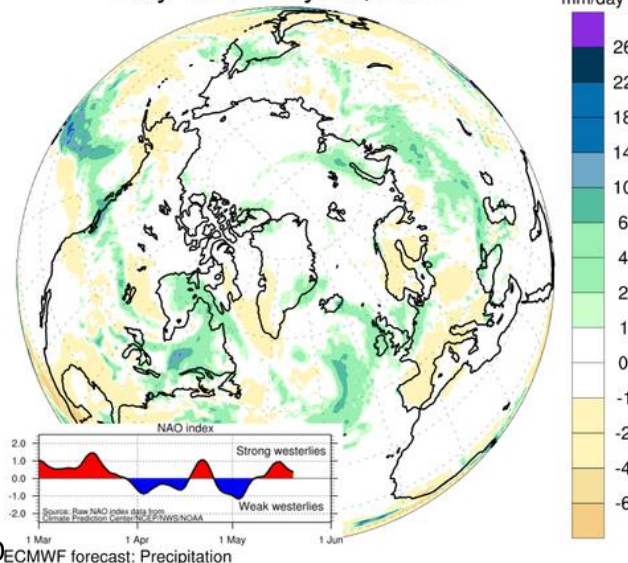 mm/day
26
22
18
14
10
6
4
2
1
0
-1
-2
-4
-6
NAO index
2.0
1.0
0.0
-1.0
-2.0
Strong westerlies
Weak westerlies
Source: Raw NAO index data from
Climate Prediction Center/NCEP/NWS/NOAA
1 Mar
1 Apr
1 May
1 Jun
ECMWF forecast: Precipitation